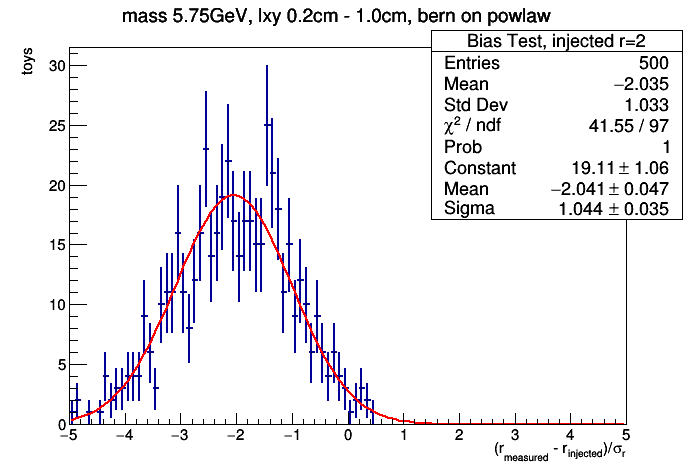 mass 5.75GeV, lxy 0.2cm - 1.0cm, bern on powlaw
toys
Bias Test, injected r=2
Entries 500
Mean −2.035
Std Dev 1.033
χ² / ndf 41.55 / 97
Prob 1
Constant 19.11 ± 1.06
Mean −2.041 ± 0.047
Sigma 1.044 ± 0.035
30
25
20
15
10
5
0
−5 −4 −3 −2 −1 0 1 2 3 4 5
(r_measured - r_injected)/σ_r